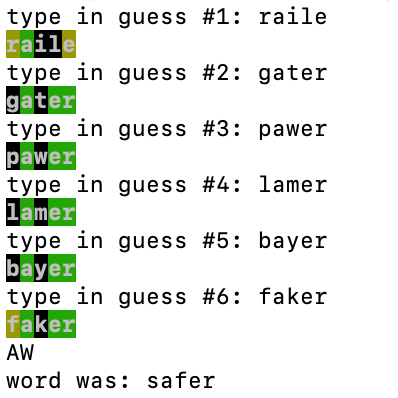 type in guess #1: raile
raile
type in guess #2: gater
gater
type in guess #3: pawer
pawer
type in guess #4: lamer
lamer
type in guess #5: bayer
bayer
type in guess #6: faker
faker
AW
word was: safer